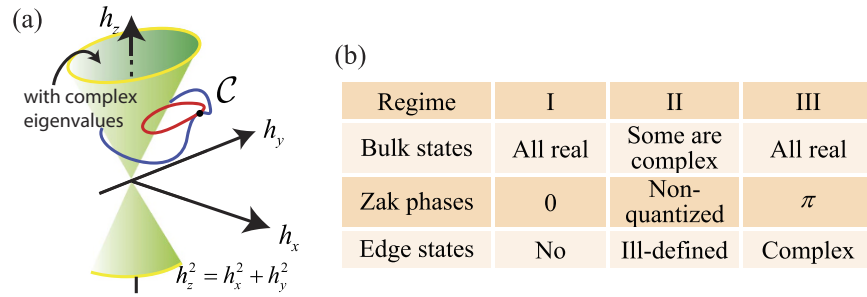 (a)
h_z
with complex
eigenvalues
C
h_y
h_x
h_z^2 = h_x^2 + h_y^2
(b)
Regime I II III
Bulk states All real Some are complex All real
Zak phases 0 Non-quantized π
Edge states No Ill-defined Complex